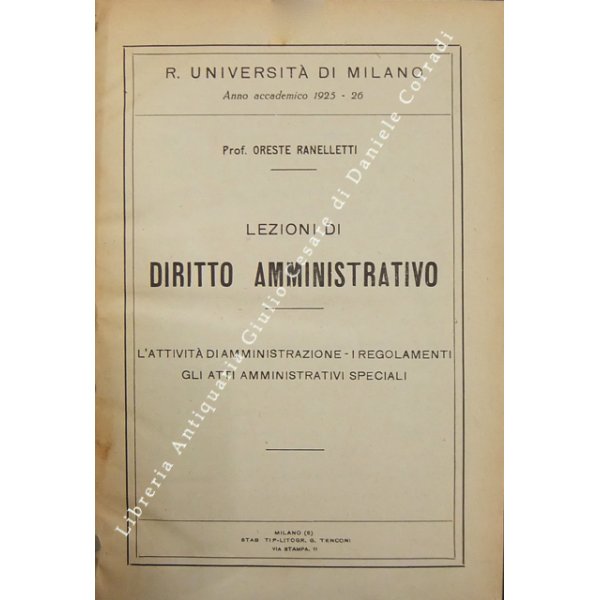 R. UNIVERSITÀ DI MILANO
Anno accademico 1925 - 26
Prof. ORESTE RANELLETTI
LEZIONI DI
DIRITTO AMMINISTRATIVO
L'ATTIVITÀ DI AMMINISTRAZIONE - I REGOLAMENTI
GLI ATTI AMMINISTRATIVI SPECIALI
MILANO (6)
STAB. TIP-LITOGR. G. TENCONI
VIA STAMPA, 11
Libreria Antiquaria Giulio Cesare di Daniele Corradi